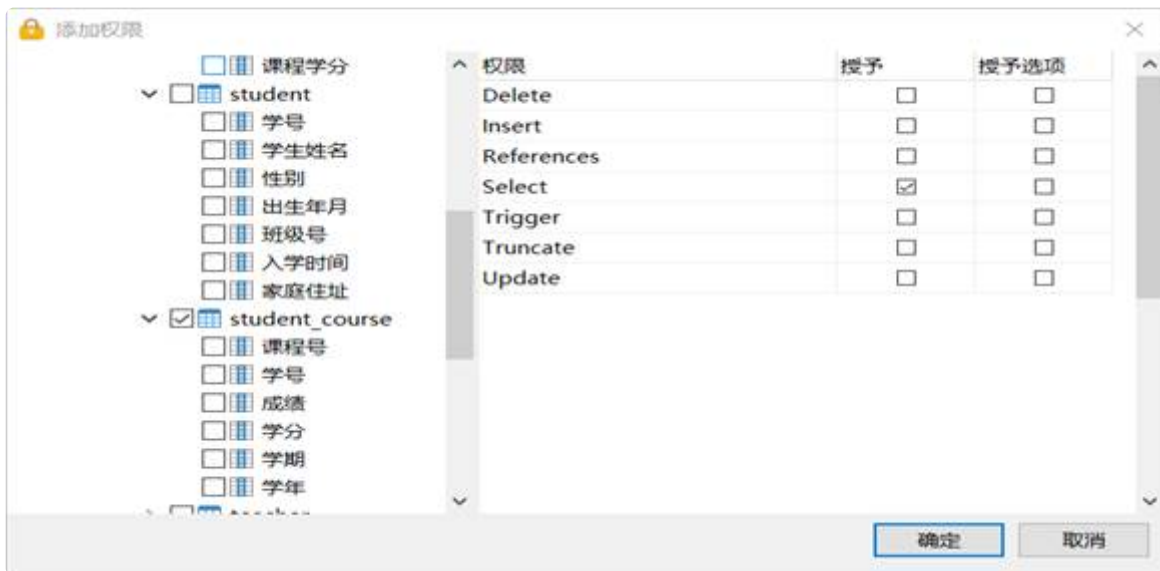 添加权限
课程学分
student
学号
学生姓名
性别
出生年月
班级号
入学时间
家庭住址
student_course
课程号
学号
成绩
学分
学期
学年
权限 授予 授予选项
Delete
Insert
References
Select
Trigger
Truncate
Update
确定 取消